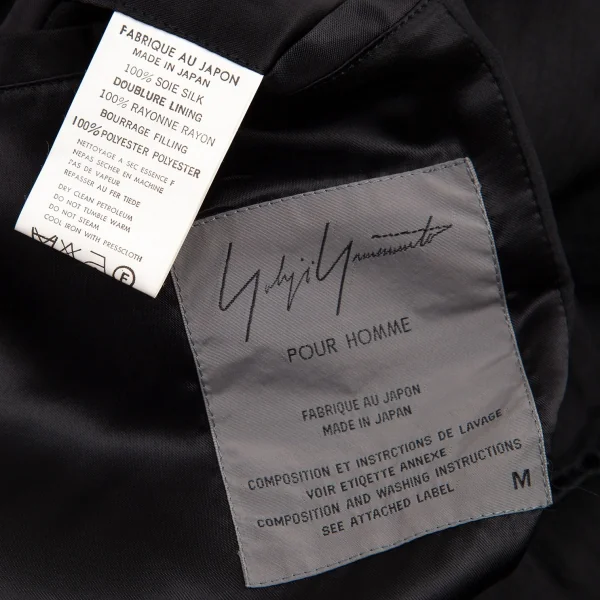 FABRIQUE AU JAPON
MADE IN JAPAN
100% SOIE SILK
DOUBLURE LINING
100% RAYONNE RAYON
BOURRAGE FILLING
100% POLYESTER POLYESTER
NETTOYAGE A SEC ESSENCE F
NEPAS SECHER EN MACHINE
PAS DE VAPEUR
REPASSER AU FER TIEDE
DRY CLEAN PETROLEUM
DO NOT TUMBLE WARM
DO NOT STEAM
COOL IRON WITH PRESSCLOTH
F
Yohji Yamamoto
POUR HOMME
FABRIQUE AU JAPON
MADE IN JAPAN
COMPOSITION ET INSTRCTIONS DE LAVAGE
VOIR ETIQETTE ANNEXE
COMPOSITION AND WASHING INSTRUCTIONS
SEE ATTACHED LABEL
M